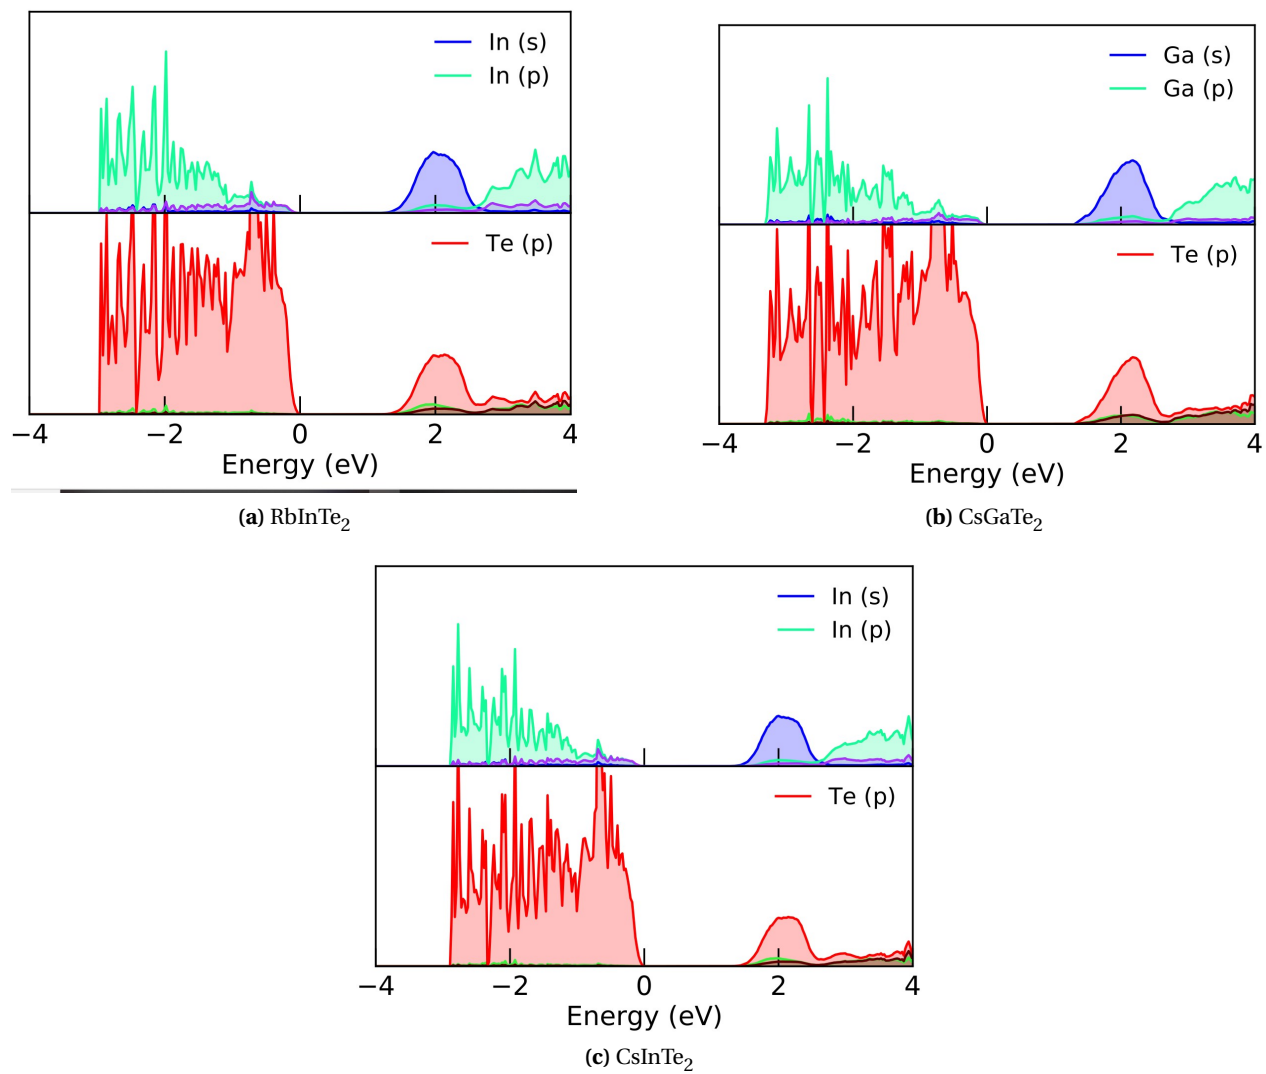 In (s)
In (p)
Te (p)
−4 −2 0 2 4
Energy (eV)
(a) RbInTe2
Ga (s)
Ga (p)
Te (p)
−4 −2 0 2 4
Energy (eV)
(b) CsGaTe2
In (s)
In (p)
Te (p)
−4 −2 0 2 4
Energy (eV)
(c) CsInTe2